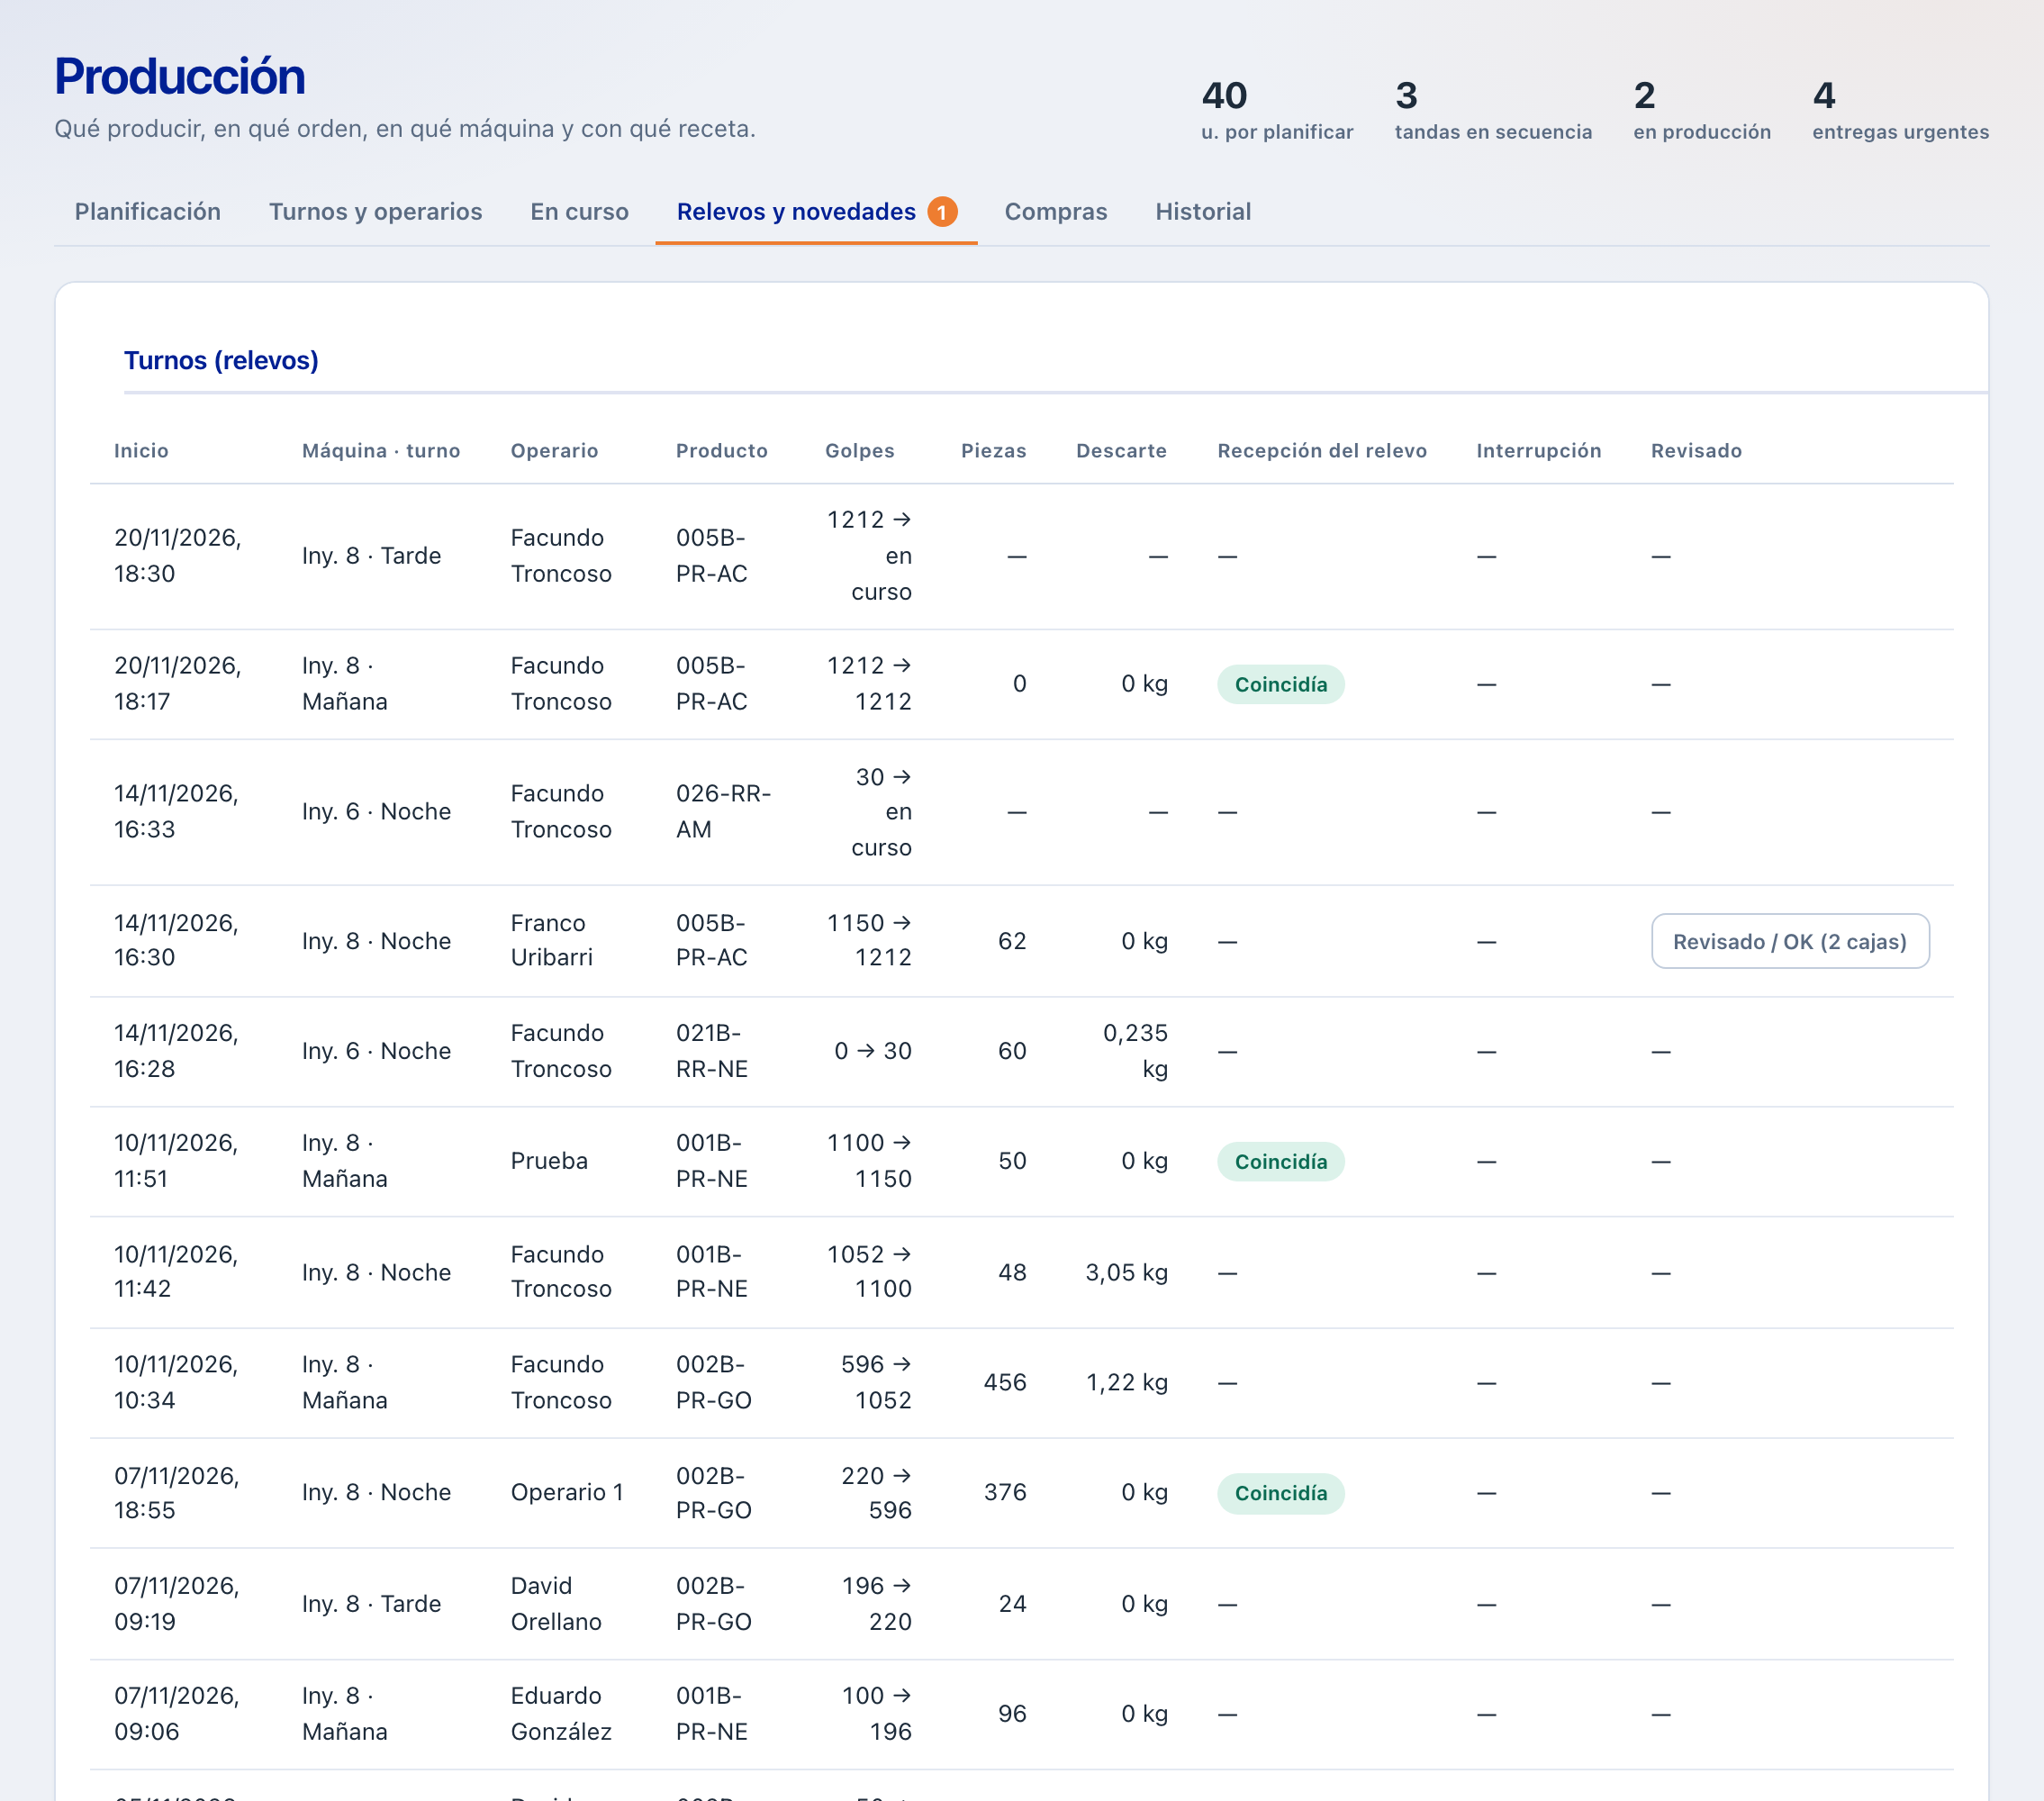 Producción
Qué producir, en qué orden, en qué máquina y con qué receta.
40
u. por planificar
3
tandas en secuencia
2
en producción
4
entregas urgentes
Planificación Turnos y operarios En curso Relevos y novedades 1 Compras Historial
Turnos (relevos)
Inicio Máquina · turno Operario Producto Golpes Piezas Descarte Recepción del relevo Interrupción Revisado
20/11/2026, 18:30 Iny. 8 · Tarde Facundo Troncoso 005B-PR-AC 1212 → en curso — — — — —
20/11/2026, 18:17 Iny. 8 · Mañana Facundo Troncoso 005B-PR-AC 1212 → 1212 0 0 kg Coincidía — —
14/11/2026, 16:33 Iny. 6 · Noche Facundo Troncoso 026-RR-AM 30 → en curso — — — — —
14/11/2026, 16:30 Iny. 8 · Noche Franco Uribarri 005B-PR-AC 1150 → 1212 62 0 kg — — Revisado / OK (2 cajas)
14/11/2026, 16:28 Iny. 6 · Noche Facundo Troncoso 021B-RR-NE 0 → 30 60 0,235 kg — — —
10/11/2026, 11:51 Iny. 8 · Mañana Prueba 001B-PR-NE 1100 → 1150 50 0 kg Coincidía — —
10/11/2026, 11:42 Iny. 8 · Noche Facundo Troncoso 001B-PR-NE 1052 → 1100 48 3,05 kg — — —
10/11/2026, 10:34 Iny. 8 · Mañana Facundo Troncoso 002B-PR-GO 596 → 1052 456 1,22 kg — — —
07/11/2026, 18:55 Iny. 8 · Noche Operario 1 002B-PR-GO 220 → 596 376 0 kg Coincidía — —
07/11/2026, 09:19 Iny. 8 · Tarde David Orellano 002B-PR-GO 196 → 220 24 0 kg — — —
07/11/2026, 09:06 Iny. 8 · Mañana Eduardo González 001B-PR-NE 100 → 196 96 0 kg — — —